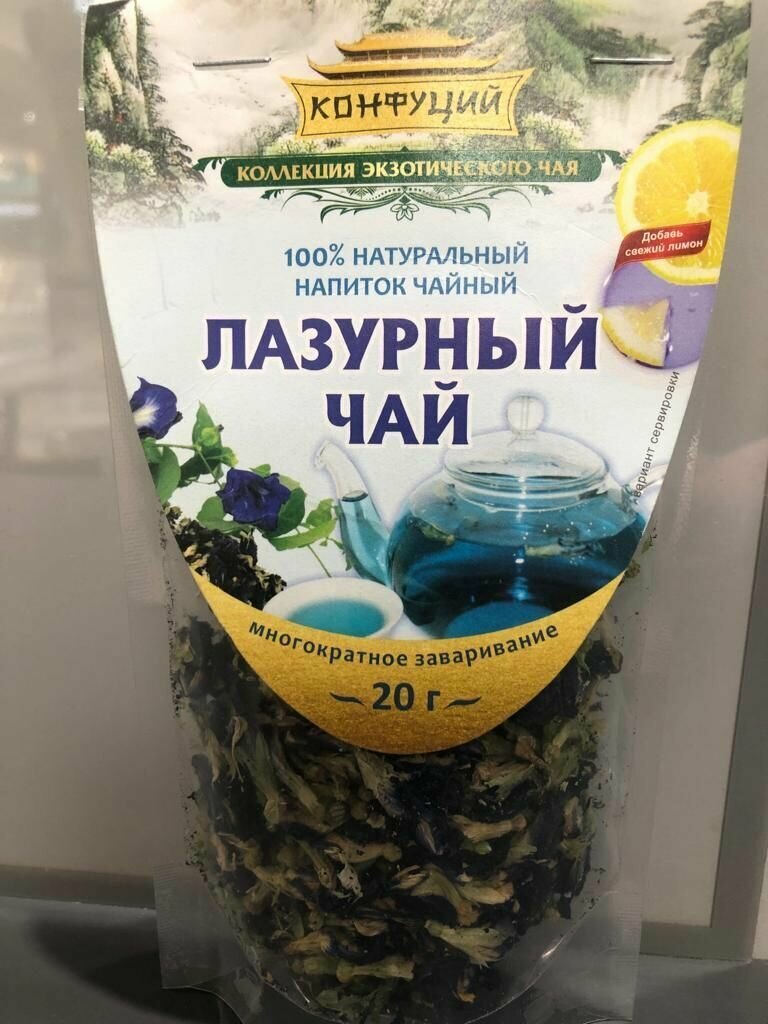 КОНФУЦИЙ
®
КОЛЛЕКЦИЯ ЭКЗОТИЧЕСКОГО ЧАЯ
Добавь
свежий лимон
100% НАТУРАЛЬНЫЙ
НАПИТОК ЧАЙНЫЙ
ЛАЗУРНЫЙ
ЧАЙ
вариант сервировки
многократное заваривание
20 г